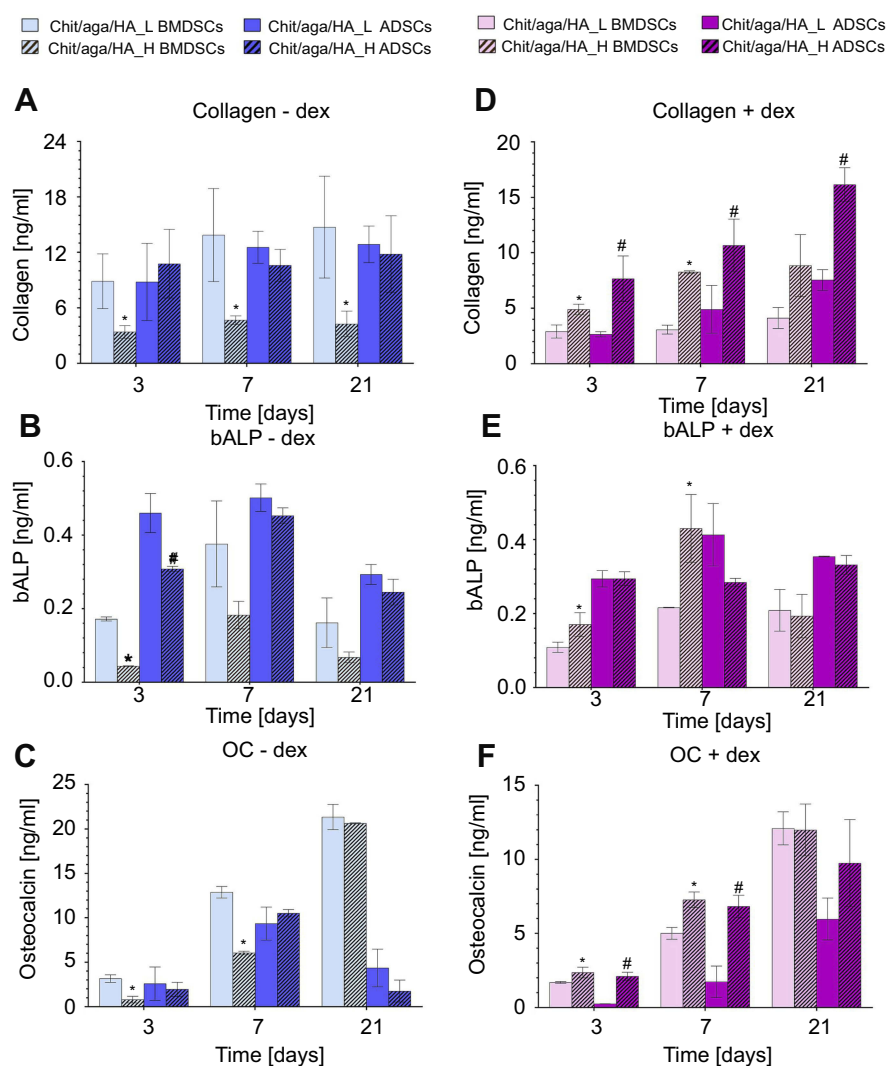 Chit/aga/HA_L BMDSCs Chit/aga/HA_L ADSCs
Chit/aga/HA_H BMDSCs Chit/aga/HA_H ADSCs
Chit/aga/HA_L BMDSCs Chit/aga/HA_L ADSCs
Chit/aga/HA_H BMDSCs Chit/aga/HA_H ADSCs
A
Collagen - dex
Collagen [ng/ml]
24
18
12
6
0
* * *
3 7 21
Time [days]
B
bALP - dex
bALP [ng/ml]
0.6
0.4
0.2
0.0
* #
3 7 21
Time [days]
C
OC - dex
Osteocalcin [ng/ml]
25
20
15
10
5
0
* *
3 7 21
Time [days]
D
Collagen + dex
Collagen [ng/ml]
20
15
10
5
0
* # * # #
3 7 21
Time [days]
E
bALP + dex
bALP [ng/ml]
0.6
0.4
0.2
0.0
* *
3 7 21
Time [days]
F
OC + dex
Osteocalcin [ng/ml]
15
10
5
0
* # * #
3 7 21
Time [days]